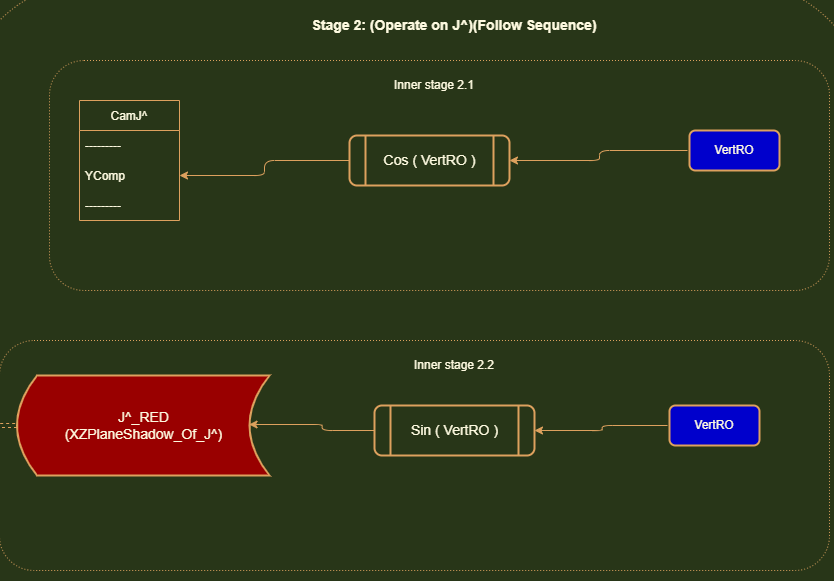 Stage 2: (Operate on J^)(Follow Sequence)
Inner stage 2.1
CamJ^
---------
YComp
---------
Cos ( VertRO )
VertRO
Inner stage 2.2
J^_RED
(XZPlaneShadow_Of_J^)
Sin ( VertRO )
VertRO